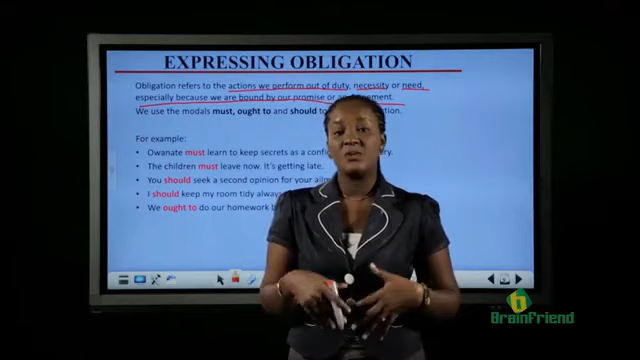 EXPRESSING OBLIGATION
Obligation refers to the actions we perform out of duty, necessity or need,
especially because we are bound by our promise or an
We use the modals must, ought to and should
For example:
Owanate must learn to keep secrets as a
The children must leave now. It's getting late.
You should seek a second opinion for your
I should keep my room tidy always
We ought to do our homework
BrainFriend